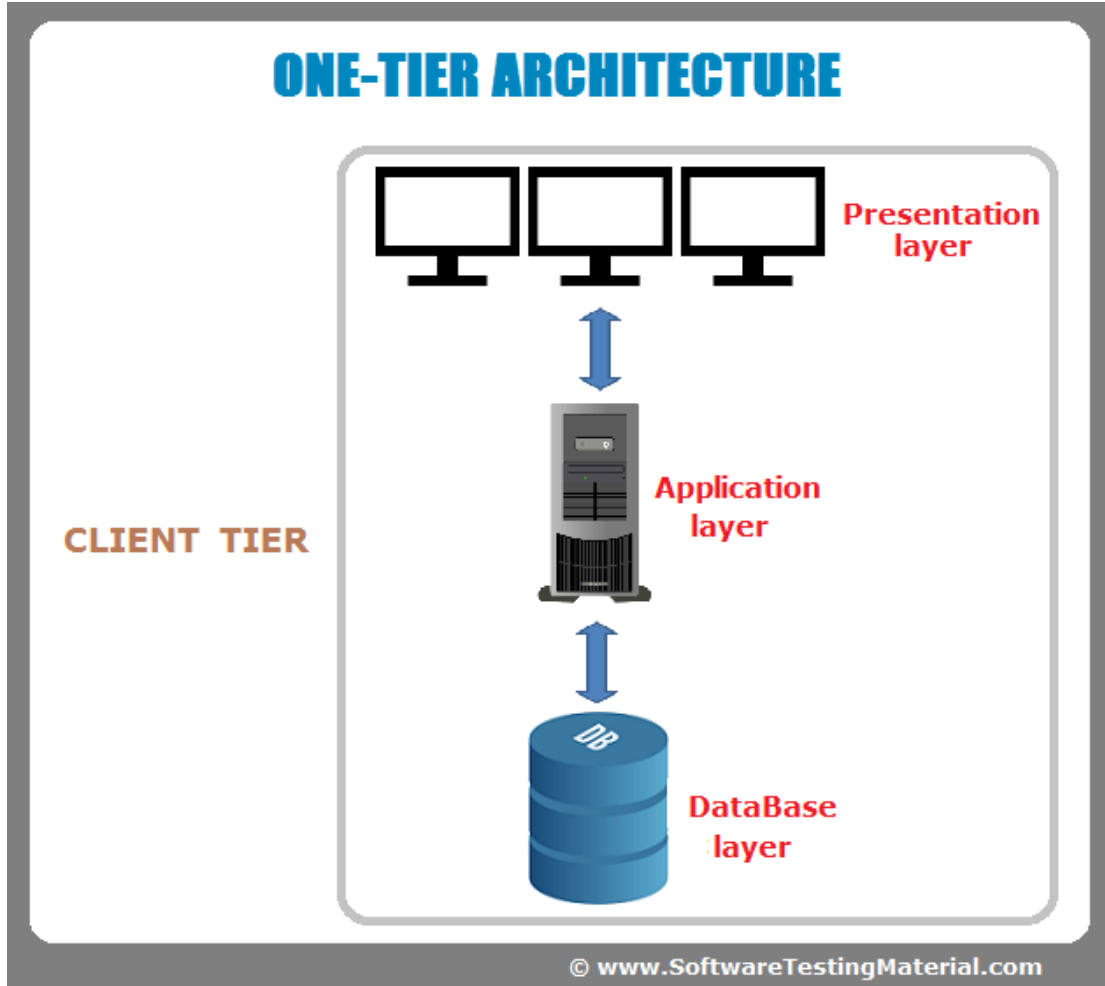 ONE-TIER ARCHITECTURE
Presentation
layer
Application
layer
CLIENT TIER
DB
DataBase
layer
© www.SoftwareTestingMaterial.com